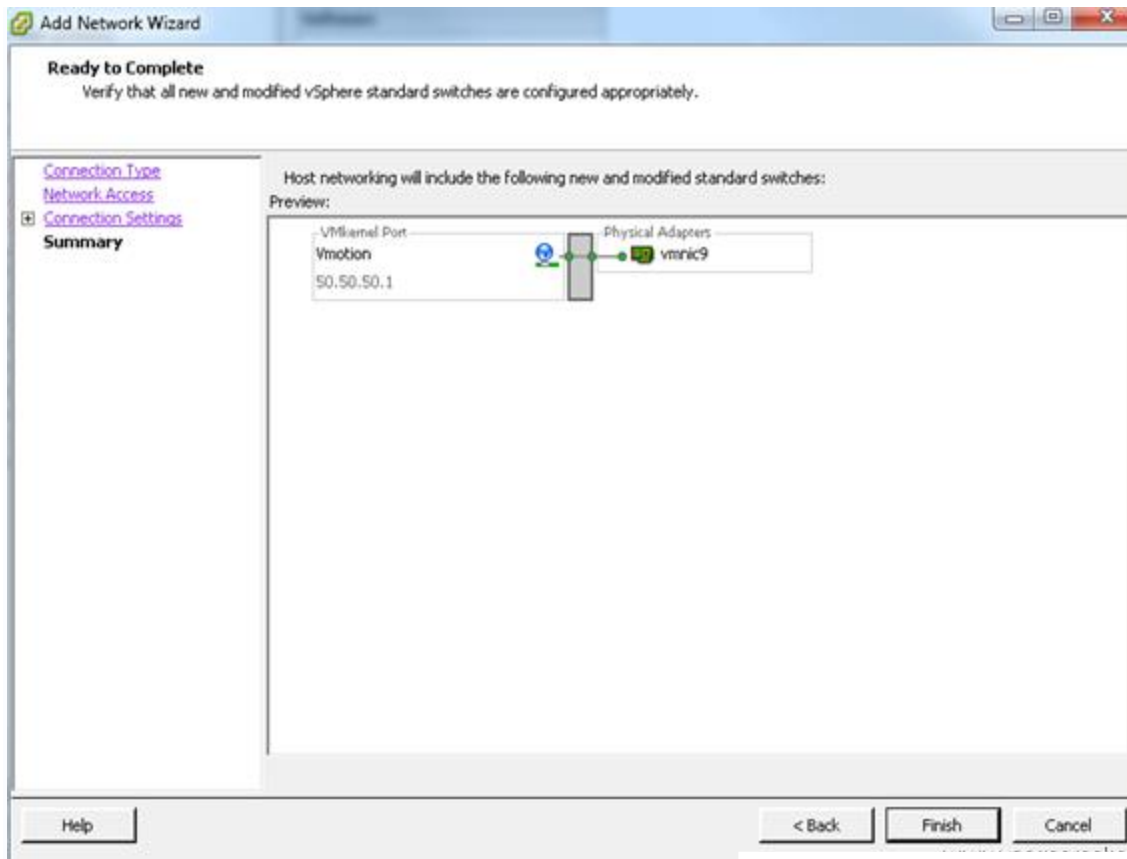 Add Network Wizard
Ready to Complete
Verify that all new and modified vSphere standard switches are configured appropriately.
Connection Type
Network Access
Connection Settings
Summary
Host networking will include the following new and modified standard switches:
Preview:
VMkernel Port
Vmotion
50.50.50.1
Physical Adapters
vmnic9
Help
< Back
Finish
Cancel